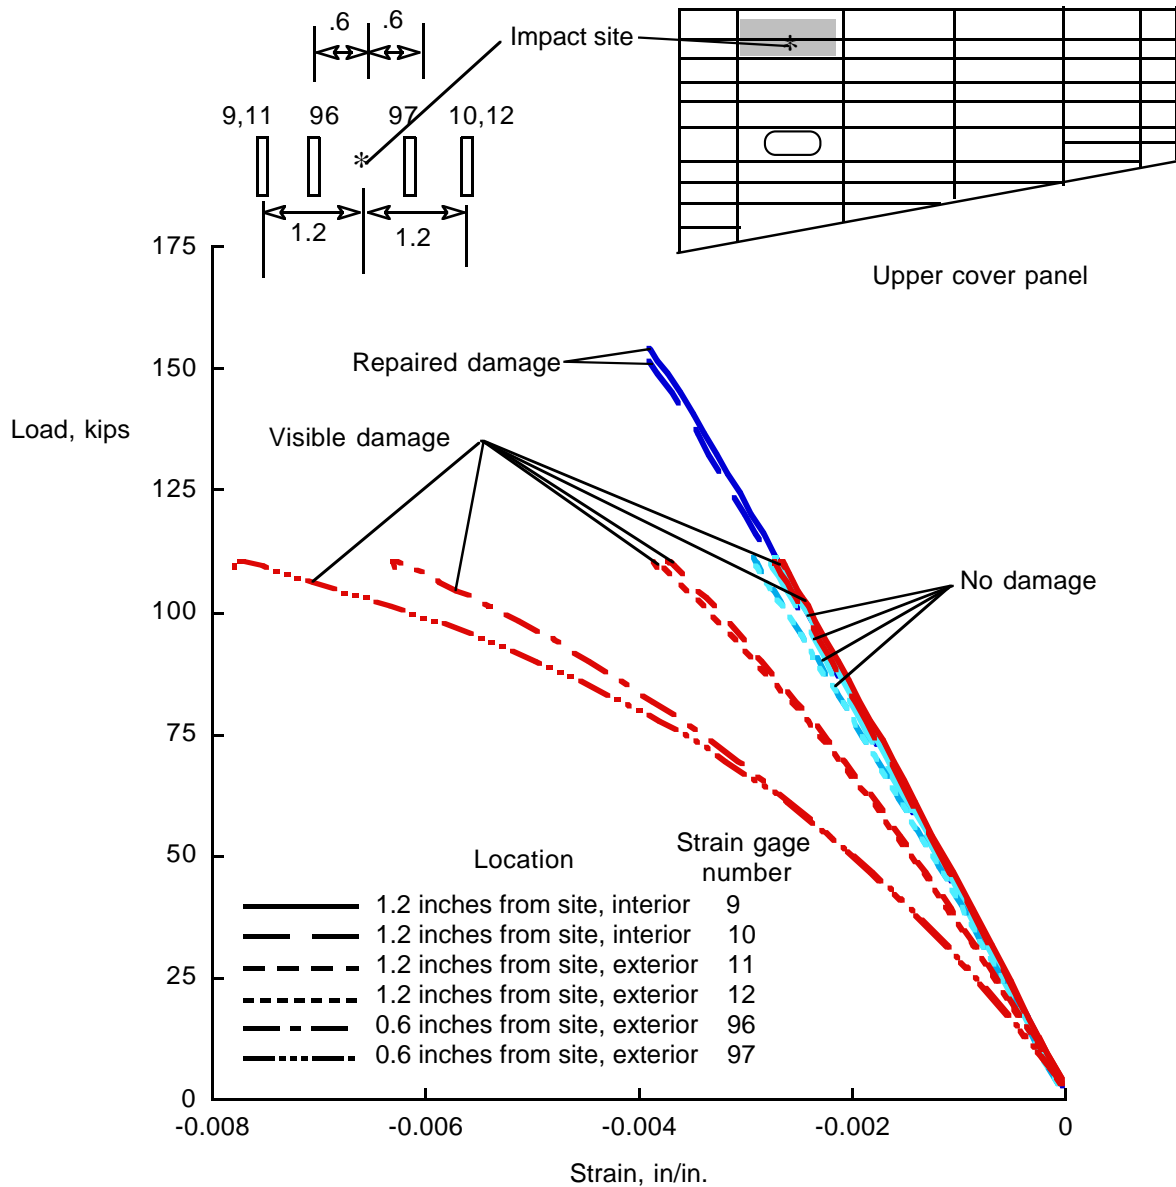 .6 .6
Impact site
9,11 96 97 10,12
*
*
1.2 1.2
Upper cover panel
175
150
125
100
75
50
25
0
Load, kips
Repaired damage
Visible damage
No damage
Location Strain gage number
1.2 inches from site, interior 9
1.2 inches from site, interior 10
1.2 inches from site, exterior 11
1.2 inches from site, exterior 12
0.6 inches from site, exterior 96
0.6 inches from site, exterior 97
-0.008 -0.006 -0.004 -0.002 0
Strain, in/in.